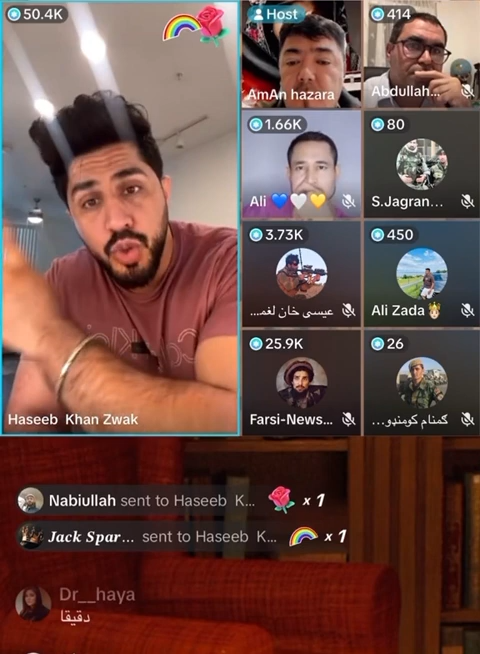 50.4K
Haseeb Khan Zwak
Host
AmAn hazara
414
Abdullah...
1.66K
Ali 💙🤍💛
80
S.Jagran...
3.73K
عیسی خان لغم...
450
Ali Zada
25.9K
Farsi-News...
26
گمنام کومنډو...
Nabiullah sent to Haseeb K... x 1
Jack Spar... sent to Haseeb K... x 1
Dr__haya
دقیقا